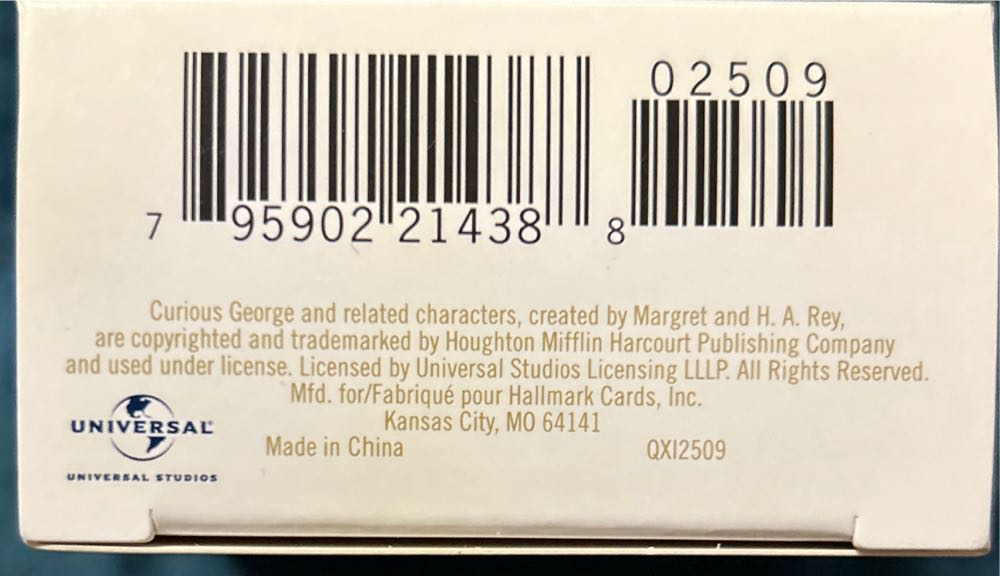 02509
7 95902 21438 8
Curious George and related characters, created by Margret and H. A. Rey,
are copyrighted and trademarked by Houghton Mifflin Harcourt Publishing Company
and used under license. Licensed by Universal Studios Licensing LLLP. All Rights Reserved.
Mfd. for/Fabriqué pour Hallmark Cards, Inc.
Kansas City, MO 64141
Made in China QXI2509
UNIVERSAL
UNIVERSAL STUDIOS